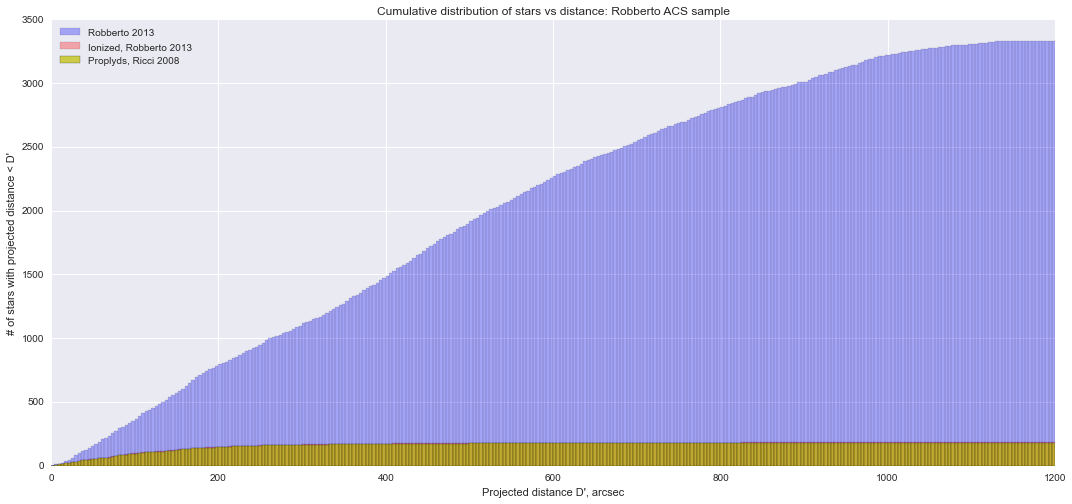 Cumulative distribution of stars vs distance: Robberto ACS sample
3500
3000
2500
2000
1500
1000
500
0
# of stars with projected distance < D'
Robberto 2013
Ionized, Robberto 2013
Proplyds, Ricci 2008
0 200 400 600 800 1000 1200
Projected distance D', arcsec